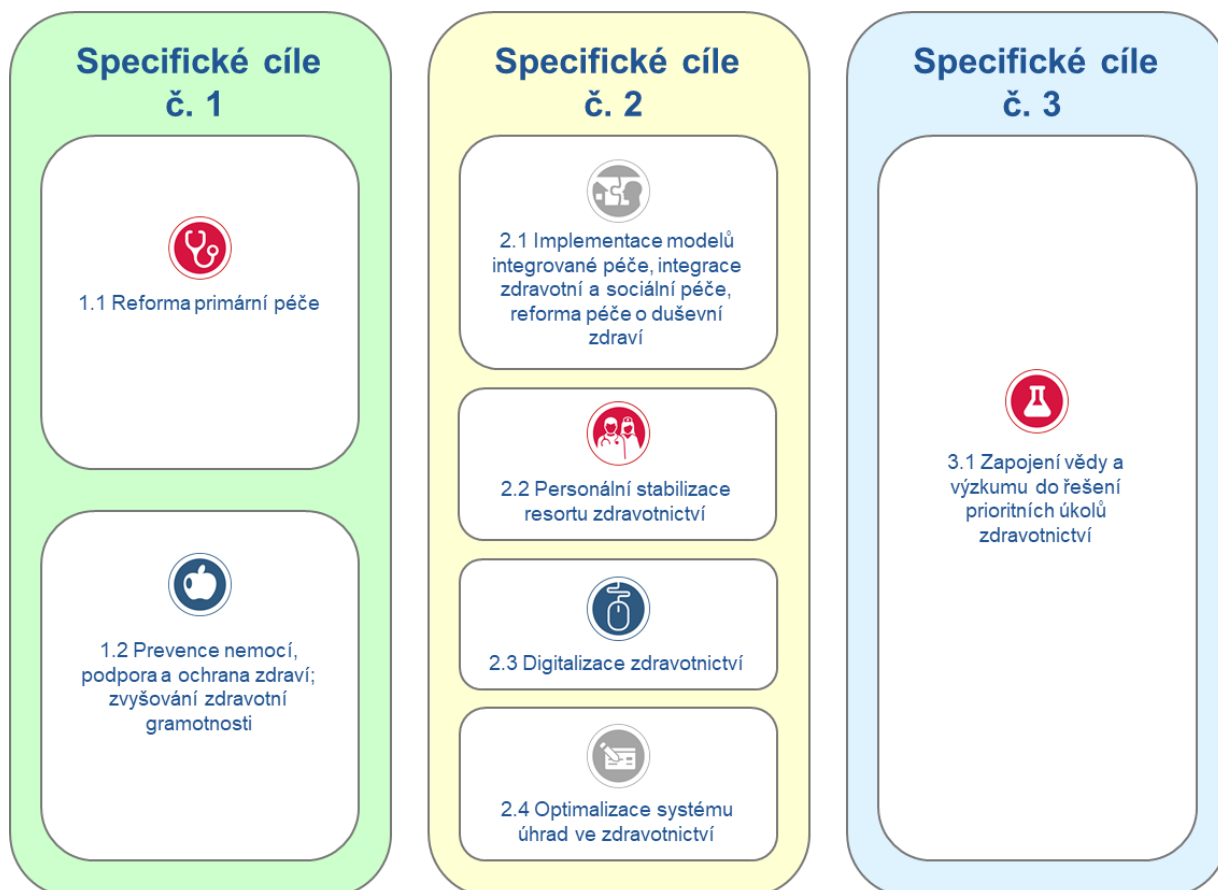 Specifické cíle
č. 1
1.1 Reforma primární péče
1.2 Prevence nemocí,
podpora a ochrana zdraví;
zvyšování zdravotní
gramotnosti
Specifické cíle
č. 2
2.1 Implementace modelů
integrované péče, integrace
zdravotní a sociální péče,
reforma péče o duševní
zdraví
2.2 Personální stabilizace
resortu zdravotnictví
2.3 Digitalizace zdravotnictví
2.4 Optimalizace systému
úhrad ve zdravotnictví
Specifické cíle
č. 3
3.1 Zapojení vědy a
výzkumu do řešení
prioritních úkolů
zdravotnictví